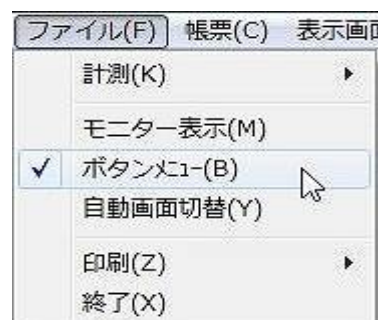 ファイル(F) 帳票(C) 表示画
計測(K)
モニター表示(M)
ボタンメニュー(B)
自動画面切替(Y)
印刷(Z)
終了(X)